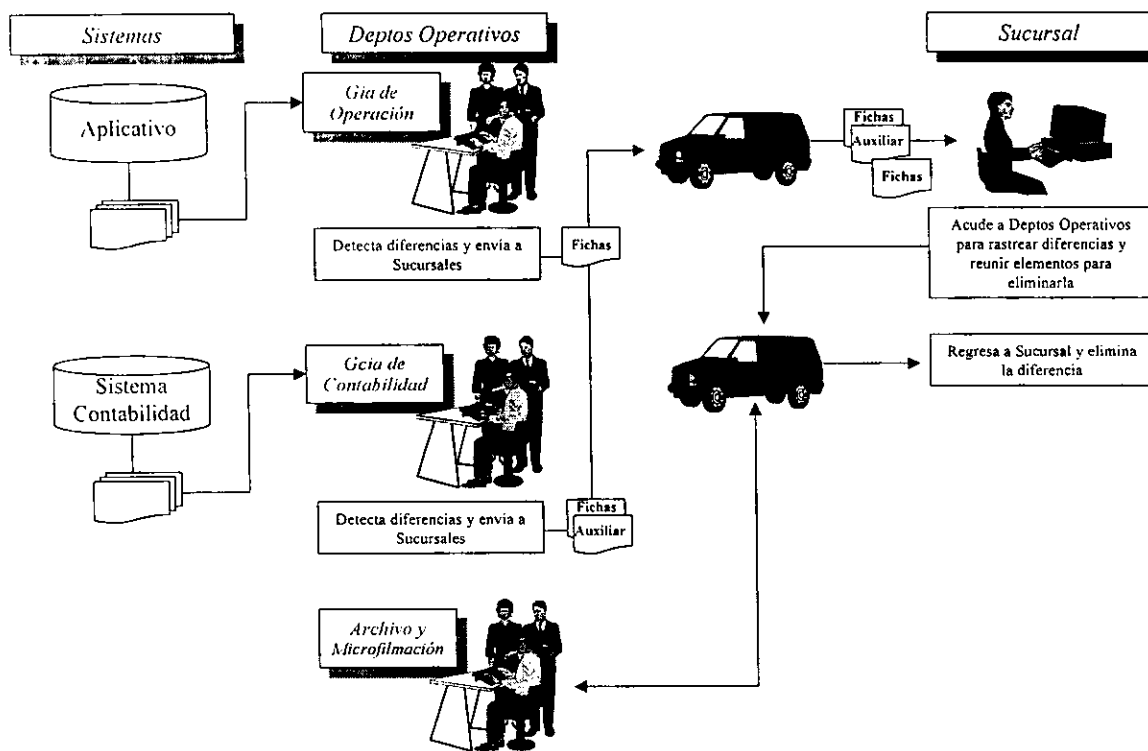 Sistemas
Deptos Operativos
Sucursal
Aplicativo
Gia de
Operación
Fichas
Auxiliar
Fichas
Detecta diferencias y envía a
Sucursales
Fichas
Acude a Deptos Operativos
para rastrear diferencias y
reunir elementos para
eliminarla
Sistema
Contabilidad
Gcia de
Contabilidad
Regresa a Sucursal y elimina
la diferencia
Detecta diferencias y envia a
Sucursales
Fichas
Auxiliar
Archivo y
Microfilmación